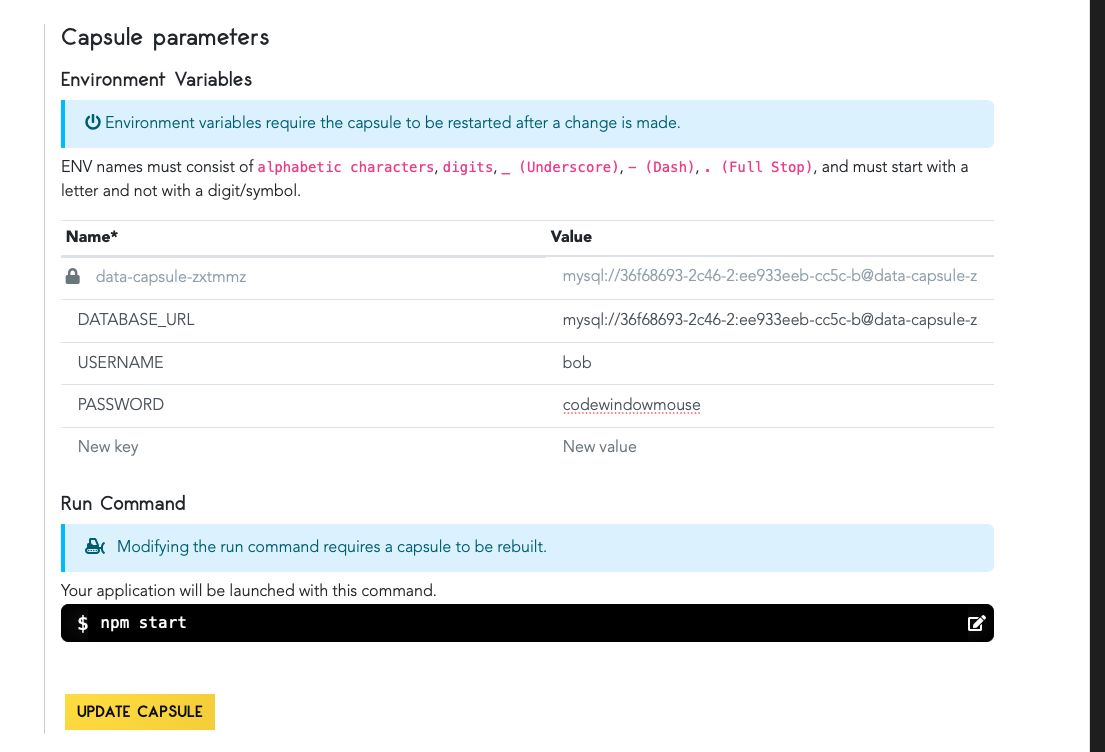 Capsule parameters
Environment Variables
Environment variables require the capsule to be restarted after a change is made.
ENV names must consist of alphabetic characters, digits, _ (Underscore), - (Dash), . (Full Stop), and must start with a
letter and not with a digit/symbol.
Name* Value
data-capsule-zxtmmz mysql://36f68693-2c46-2:ee933eeb-cc5c-b@data-capsule-z
DATABASE_URL mysql://36f68693-2c46-2:ee933eeb-cc5c-b@data-capsule-z
USERNAME bob
PASSWORD codewindowmouse
New key New value
Run Command
Modifying the run command requires a capsule to be rebuilt.
Your application will be launched with this command.
$ npm start
UPDATE CAPSULE